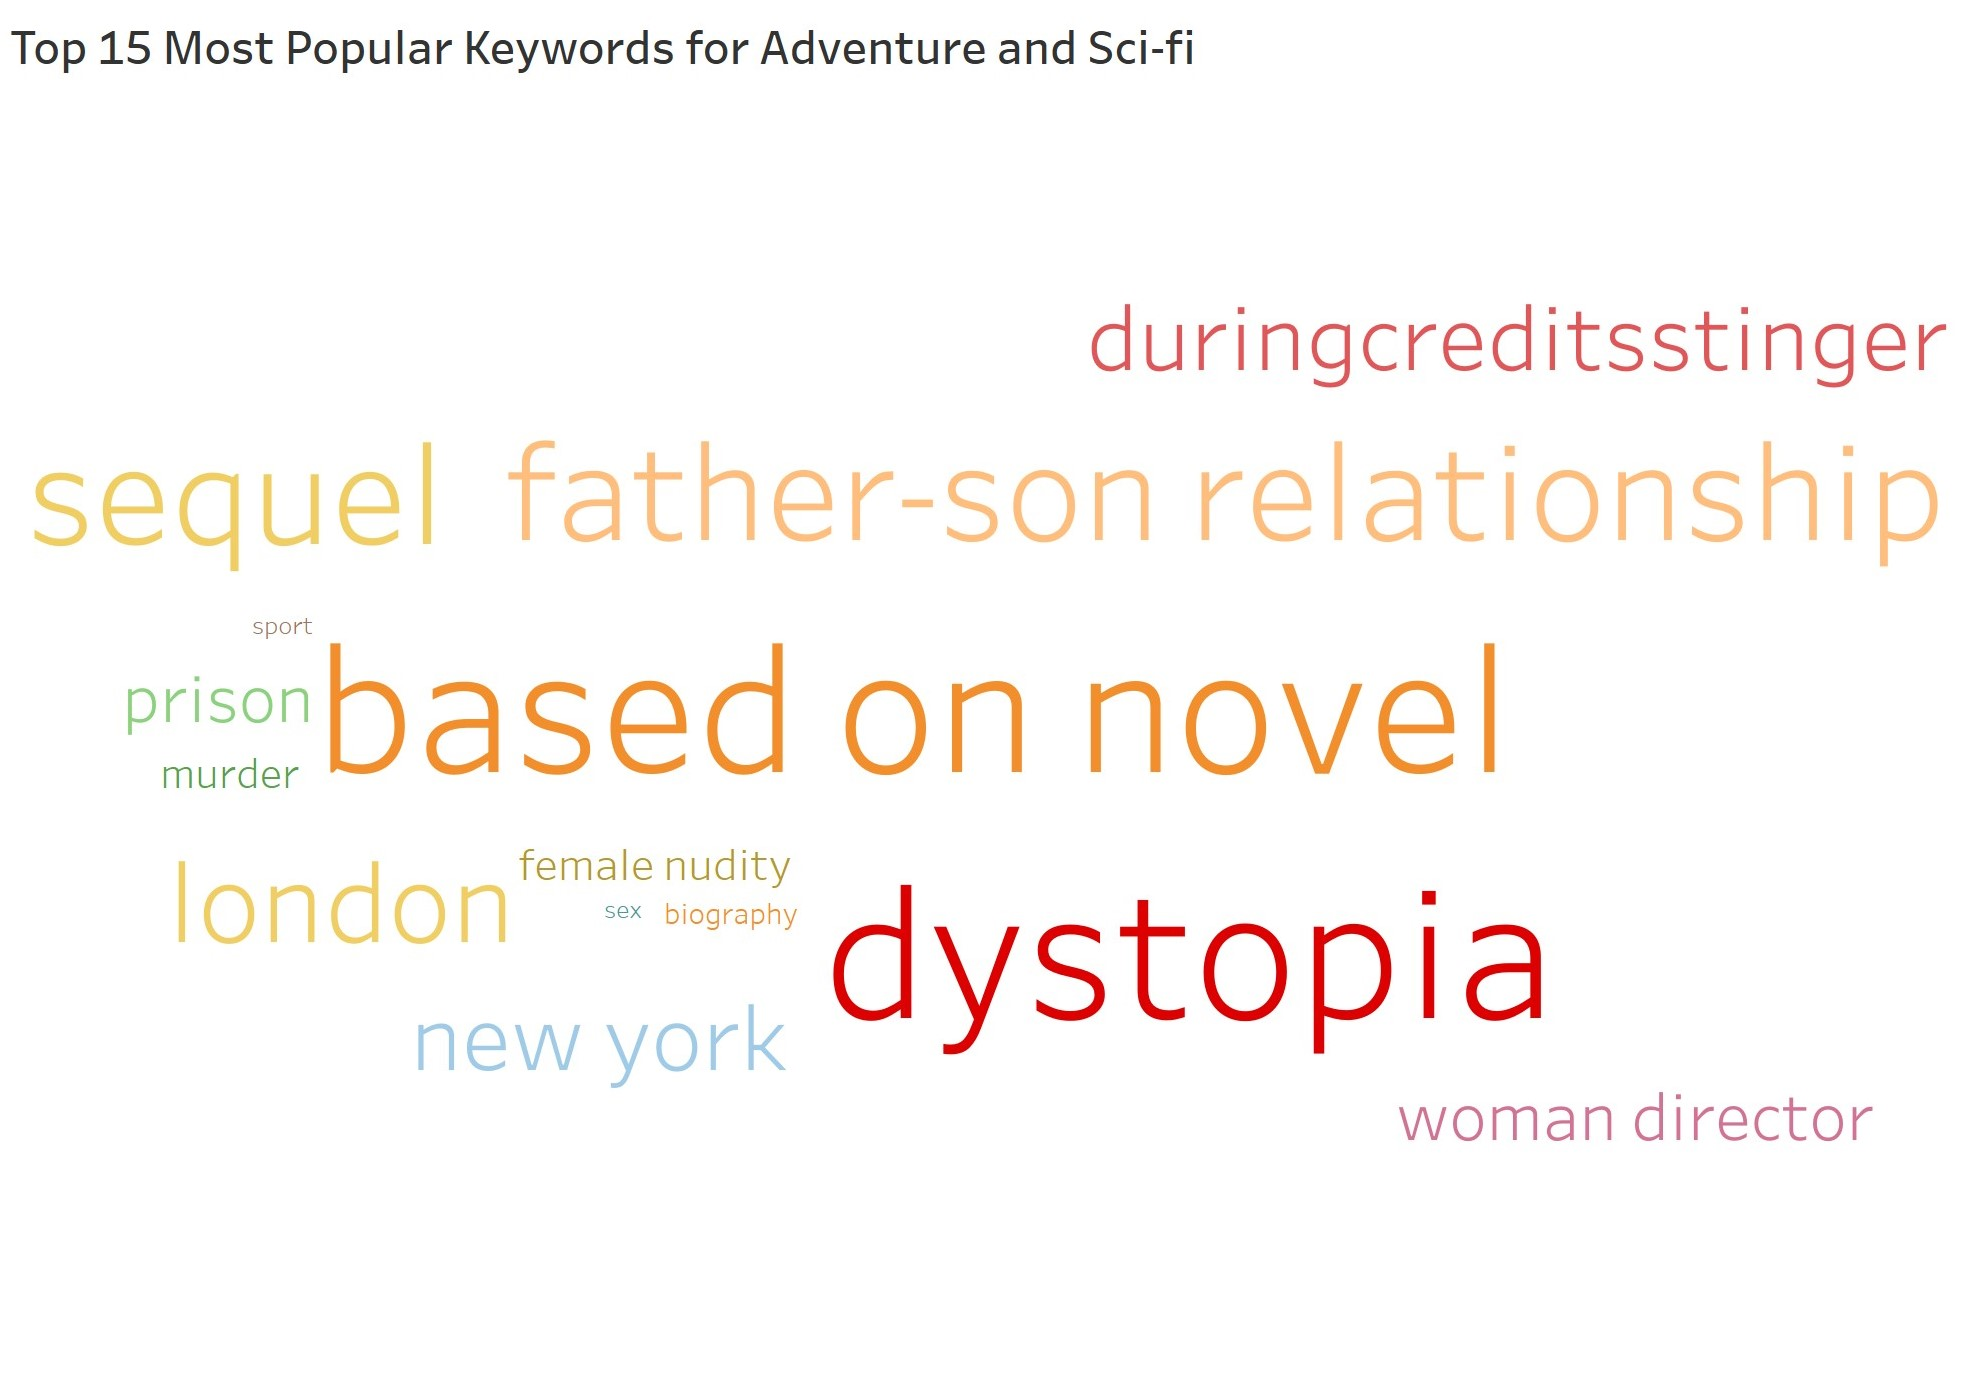 Top 15 Most Popular Keywords for Adventure and Sci-fi
duringcreditsstinger
sequel
father-son relationship
sport
based on novel
prison
murder
london
female nudity
sex
biography
dystopia
new york
woman director